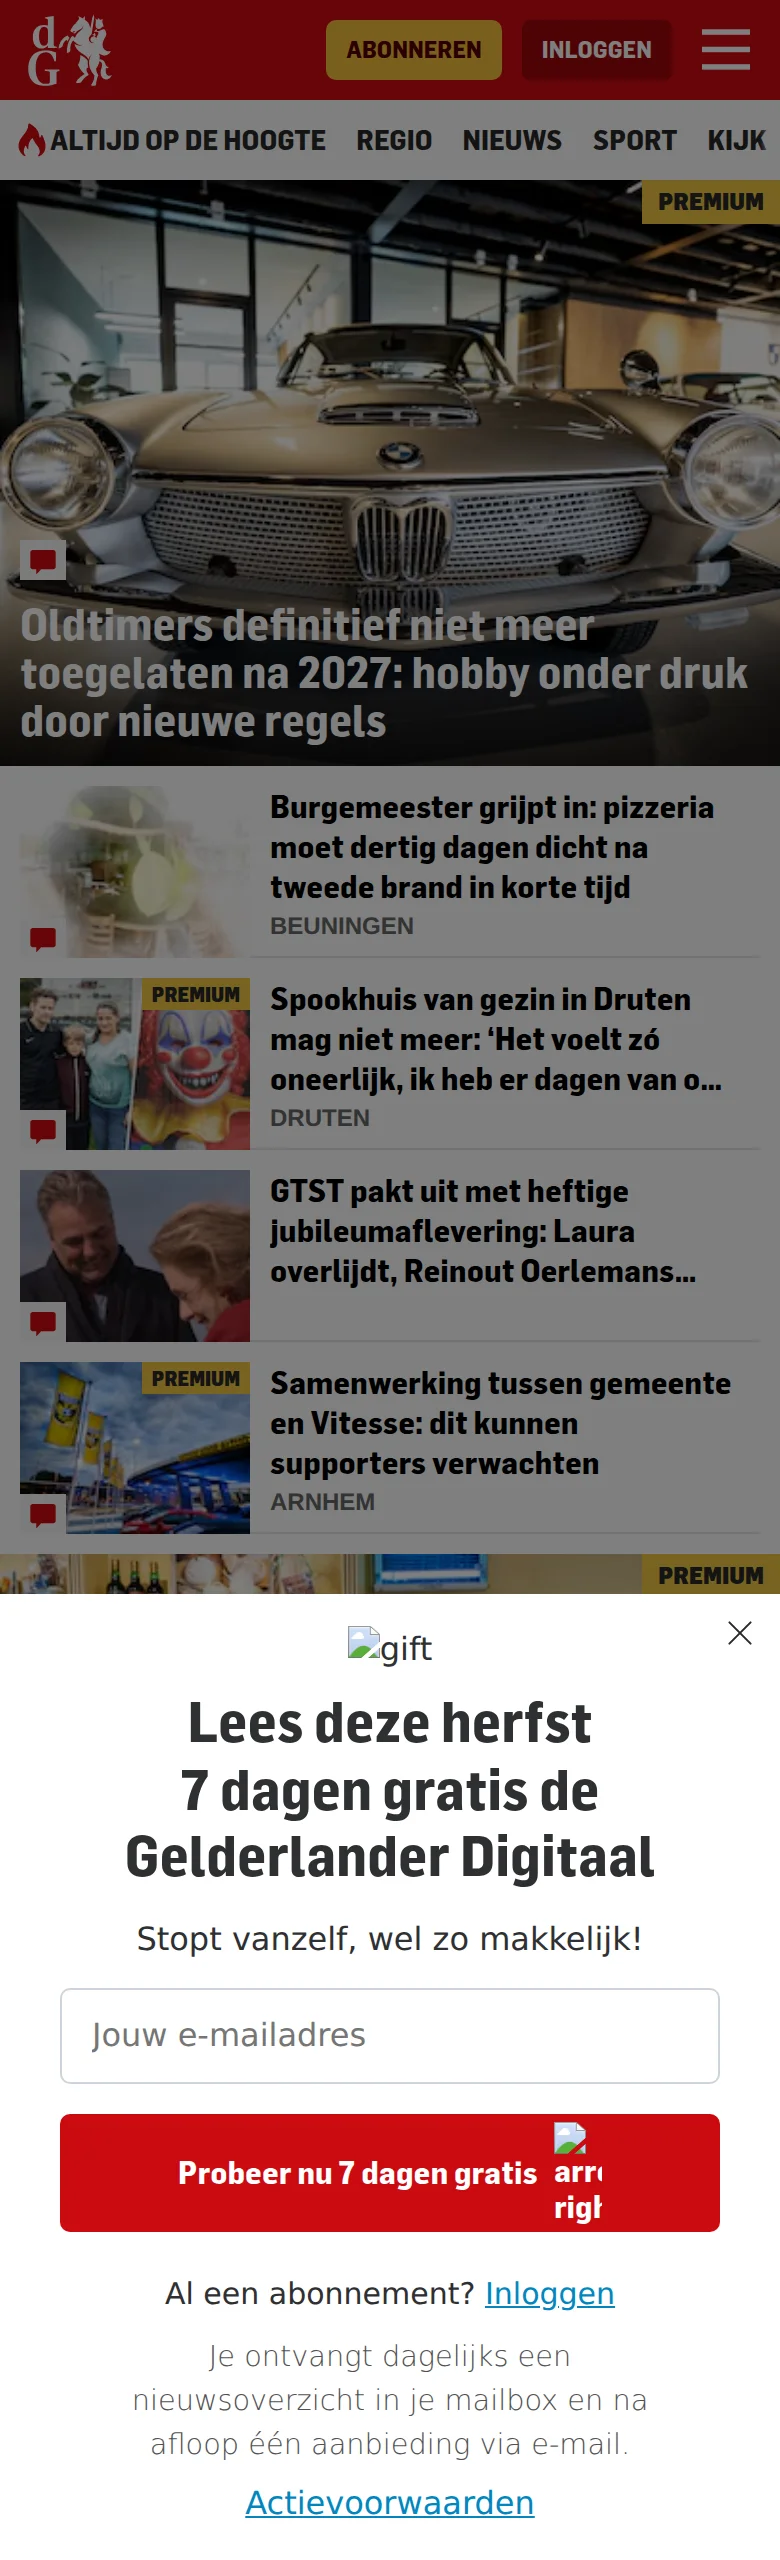 dG
ABONNEREN
INLOGGEN
ALTIJD OP DE HOOGTE REGIO NIEUWS SPORT KIJK
PREMIUM
Oldtimers definitief niet meer
toegelaten na 2027: hobby onder druk
door nieuwe regels
Burgemeester grijpt in: pizzeria
moet dertig dagen dicht na
tweede brand in korte tijd
BEUNINGEN
PREMIUM
Spookhuis van gezin in Druten
mag niet meer: ‘Het voelt zó
oneerlijk, ik heb er dagen van o...
DRUTEN
GTST pakt uit met heftige
jubileumaflevering: Laura
overlijdt, Reinout Oerlemans...
PREMIUM
Samenwerking tussen gemeente
en Vitesse: dit kunnen
supporters verwachten
ARNHEM
PREMIUM
gift
Lees deze herfst
7 dagen gratis de
Gelderlander Digitaal
Stopt vanzelf, wel zo makkelijk!
Jouw e-mailadres
Probeer nu 7 dagen gratis
arr
righ
Al een abonnement? Inloggen
Je ontvangt dagelijks een
nieuwsoverzicht in je mailbox en na
afloop één aanbieding via e-mail.
Actievoorwaarden